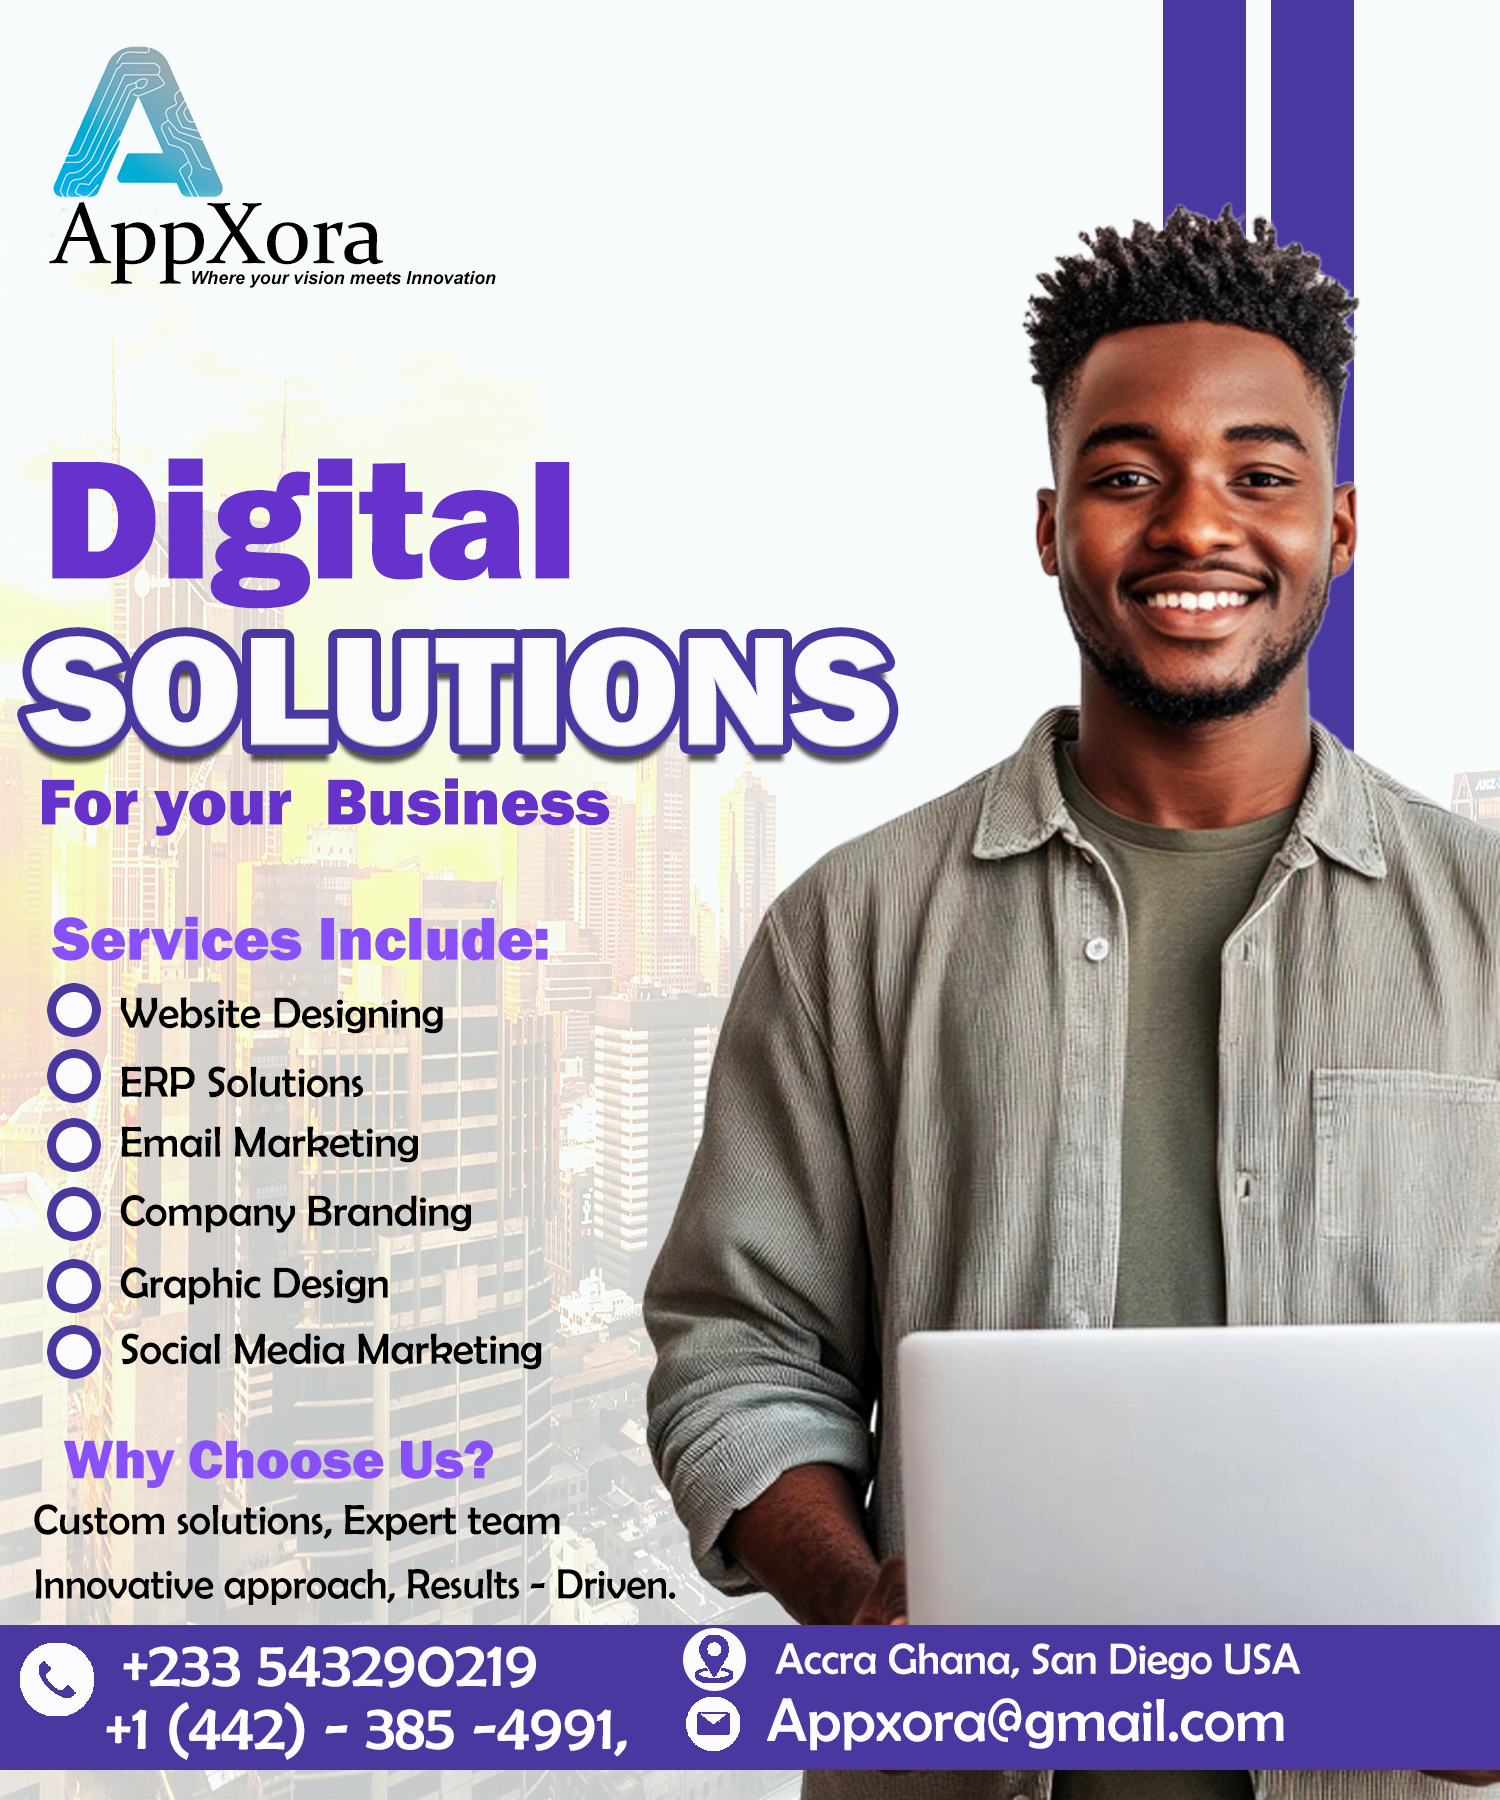 AppXora
Where your vision meets Innovation
Digital
SOLUTIONS
For your Business
Services Include:
Website Designing
ERP Solutions
Email Marketing
Company Branding
Graphic Design
Social Media Marketing
Why Choose Us?
Custom solutions, Expert team
Innovative approach, Results - Driven.
+233 543290219
+1 (442) - 385 -4991,
Accra Ghana, San Diego USA
Appxora@gmail.com